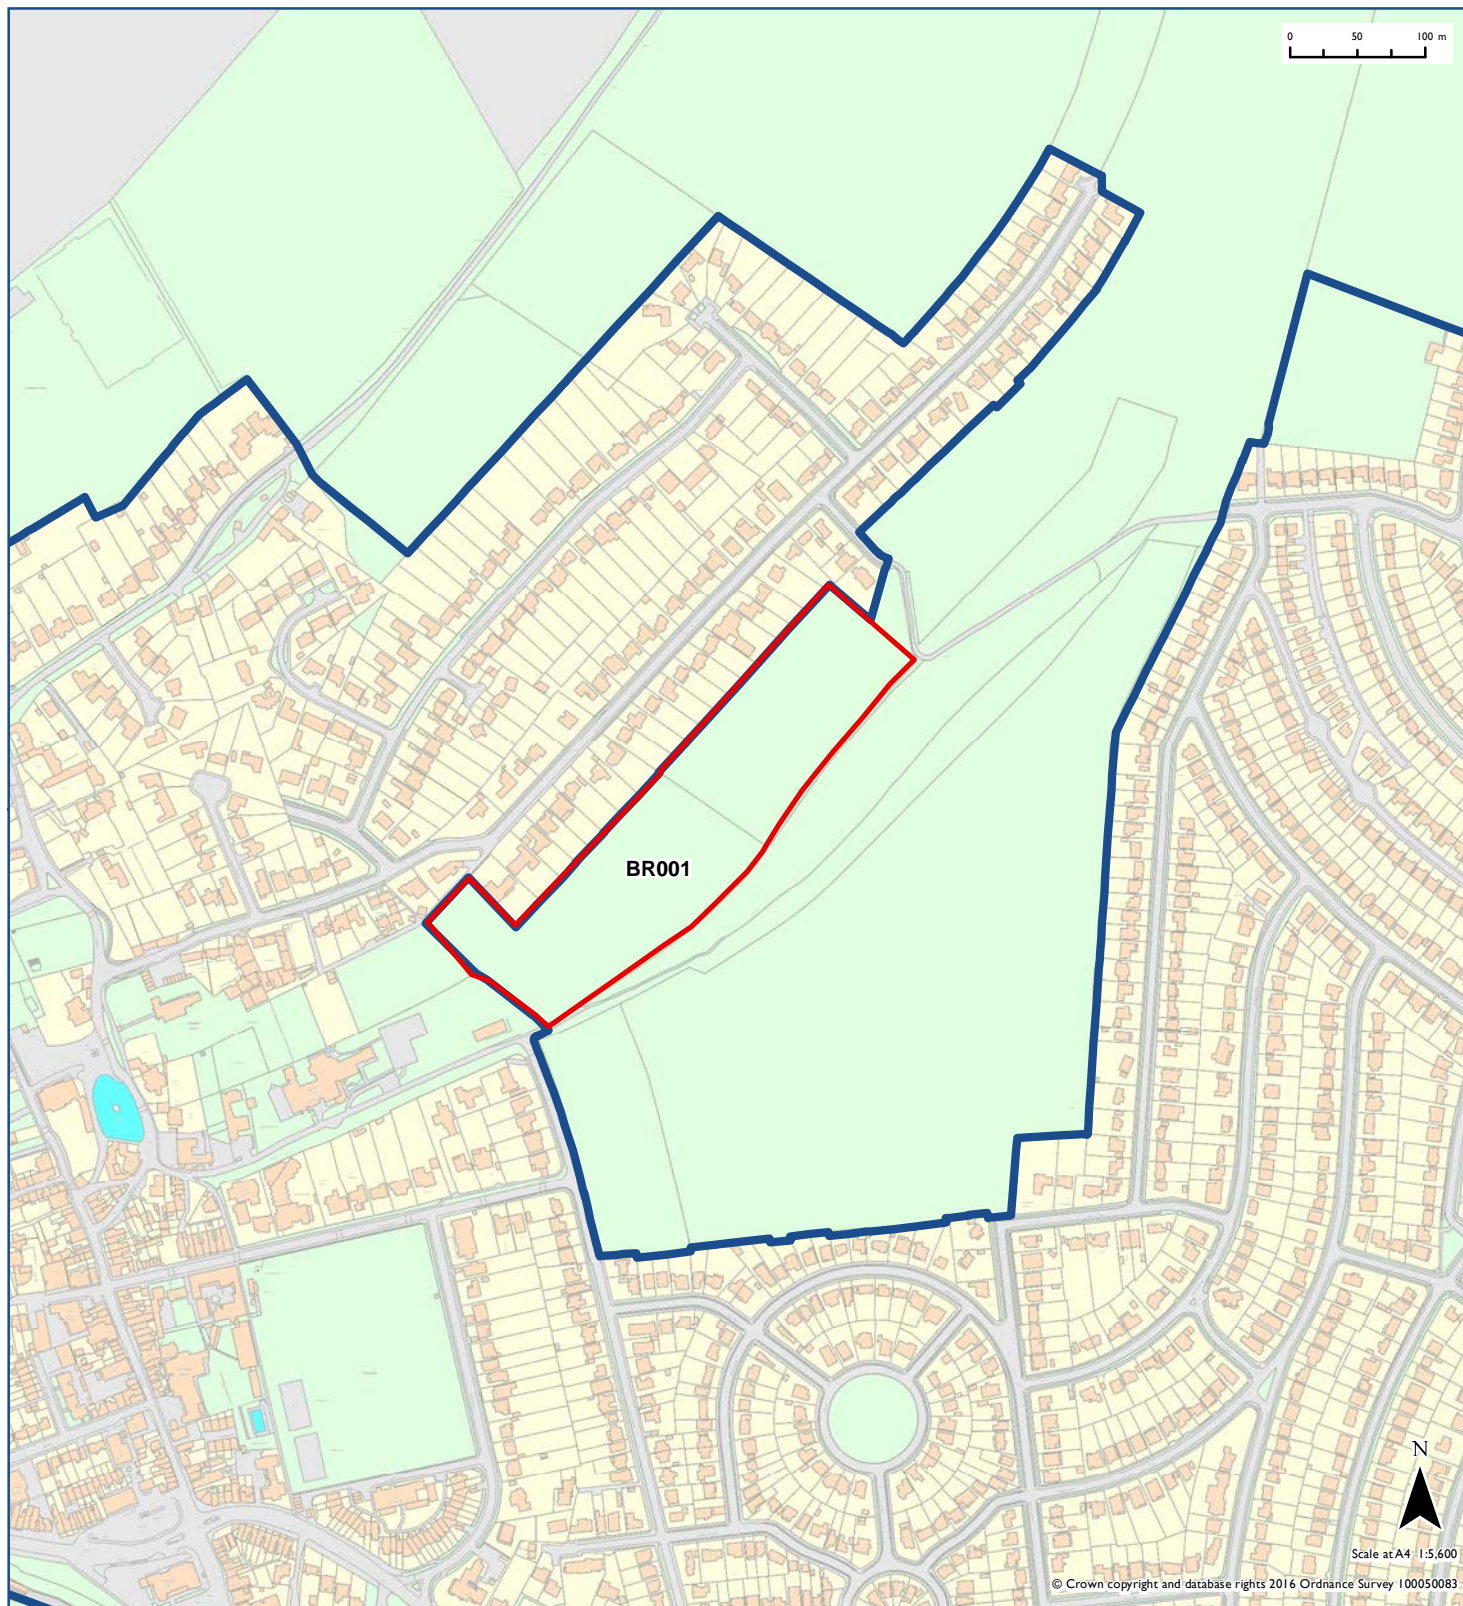 0 50 100 m
BR001
N
Scale at A4 1:5,600
© Crown copyright and database rights 2016 Ordnance Survey 100050083